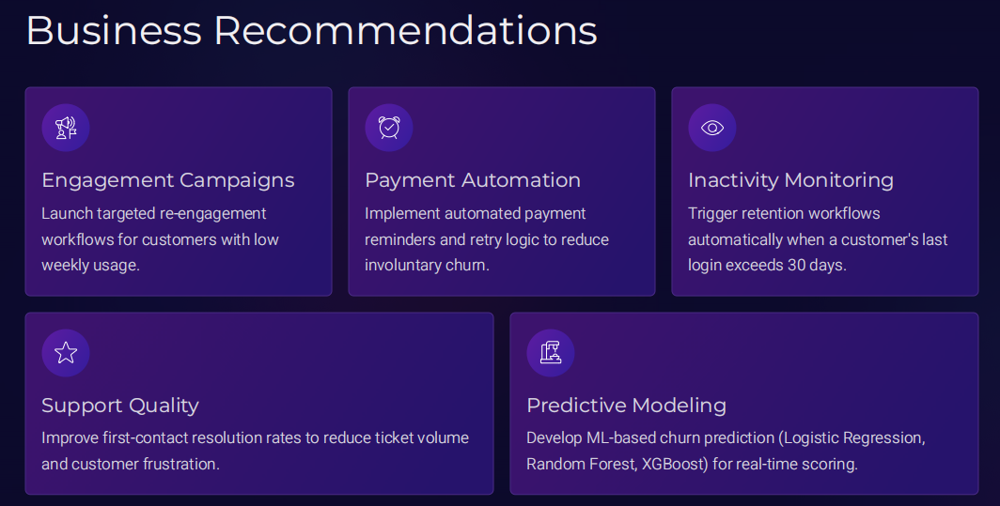 Business Recommendations
Engagement Campaigns
Launch targeted re-engagement
workflows for customers with low
weekly usage.
Payment Automation
Implement automated payment
reminders and retry logic to reduce
involuntary churn.
Inactivity Monitoring
Trigger retention workflows
automatically when a customer's last
login exceeds 30 days.
Support Quality
Improve first-contact resolution rates to reduce ticket volume
and customer frustration.
Predictive Modeling
Develop ML-based churn prediction (Logistic Regression,
Random Forest, XGBoost) for real-time scoring.